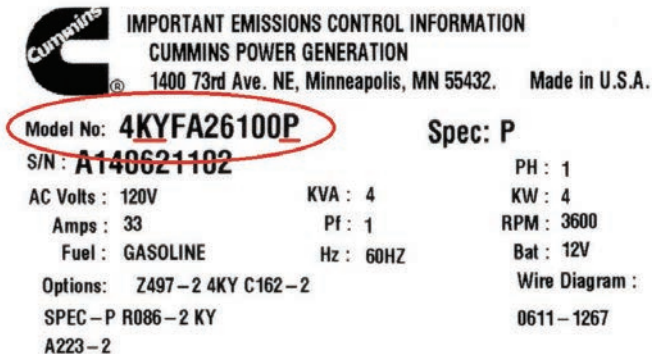 Cummins
®
IMPORTANT EMISSIONS CONTROL INFORMATION
CUMMINS POWER GENERATION
1400 73rd Ave. NE, Minneapolis, MN 55432. Made in U.S.A.
Model No: 4KYFA26100P Spec: P
S/N : A140621102 PH : 1
AC Volts : 120V KVA : 4 KW : 4
Amps : 33 Pf : 1 RPM : 3600
Fuel : GASOLINE Hz : 60HZ Bat : 12V
Options: Z497–2 4KY C162–2 Wire Diagram :
SPEC–P R086–2 KY 0611–1267
A223–2